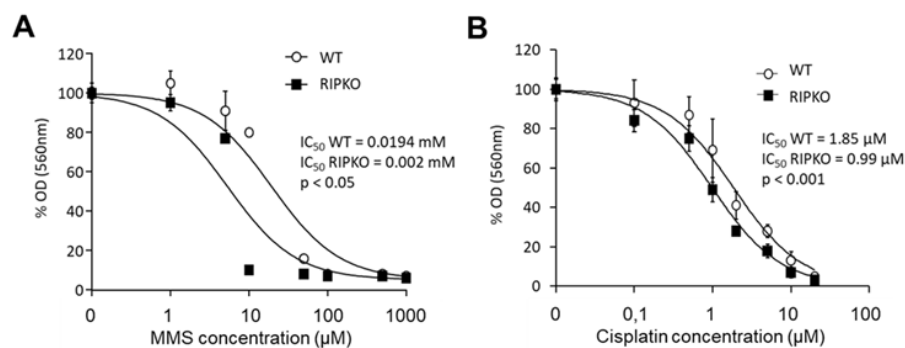 A
120
100
80
60
40
20
0
% OD (560nm)
WT
RIPKO
IC50 WT = 0.0194 mM
IC50 RIPKO = 0.002 mM
p < 0.05
0 1 10 100 1000
MMS concentration (µM)
B
120
100
80
60
40
20
0
% OD (560nm)
WT
RIPKO
IC50 WT = 1.85 µM
IC50 RIPKO = 0.99 µM
p < 0.001
0 0,1 1 10 100
Cisplatin concentration (µM)